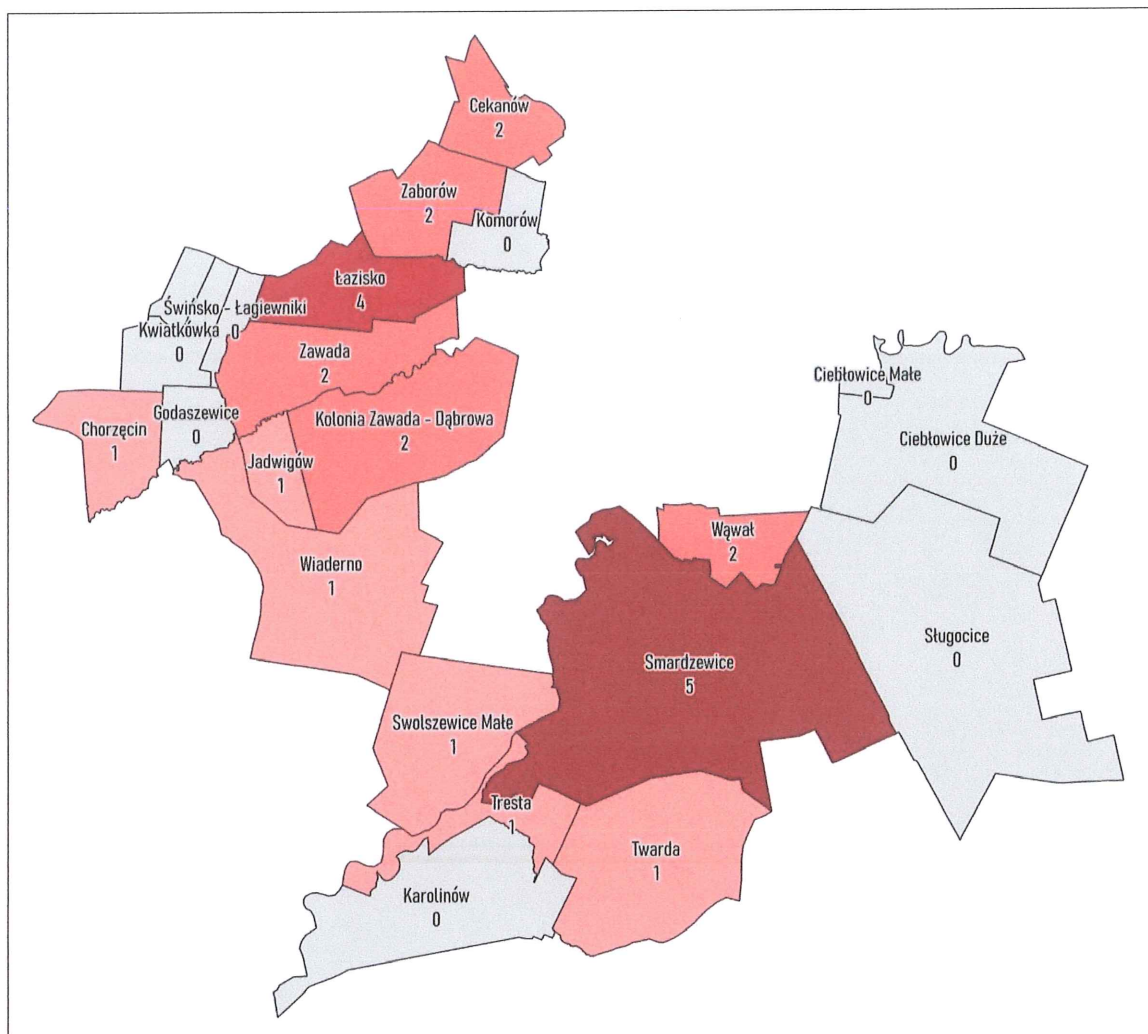 Cekanów
2
Zaborów
2
Komorów
0
Łazisko
4
Świńsko - Łagiewniki
0
Kwiatkówka
0
Zawada
2
Ciebłowice Małe
0
Godaszewice
0
Kolonia Zawada - Dąbrowa
2
Chorzęcin
1
Ciebłowice Duże
0
Jadwigów
1
Wąwał
2
Wiaderno
1
Sługocice
0
Smardzewice
5
Swolszewice Małe
1
Tresta
1
Twarda
1
Karolinów
0